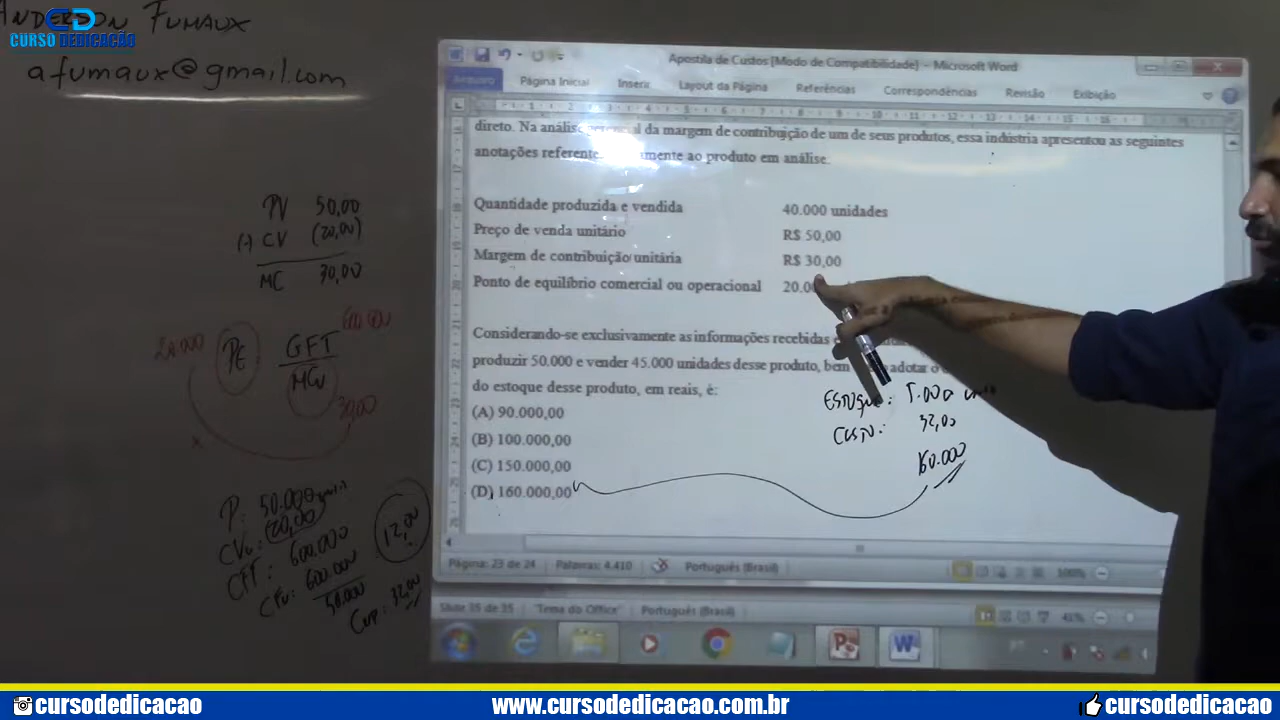 ANDERSON FUMAUX
CURSO DEDICAÇÃO
afumaux@gmail.com
PV 50,00
(-) CV (20,00)
MC 30,00
20.000 PE GFT 600.000
MCu 30,00
P: 50.000
CVu: (20,00)
CFT: 600.000
CFu: 600.000 12,00
50.000
CUP: 32,00
Apostila de Custos [Modo de Compatibilidade] – Microsoft Word
Arquivo Página Inicial Inserir Layout da Página Referências Correspondências Revisão Exibição
direto. Na análise da margem de contribuição de um de seus produtos, essa indústria apresentou as seguintes
anotações ao produto em análise.
Quantidade produzida e vendida 40.000 unidades
Preço de venda unitário R$ 50,00
Margem de contribuição unitária R$ 30,00
Ponto de equilíbrio comercial ou operacional 20.0
Considerando-se exclusivamente as informações recebidas
produzir 50.000 e vender 45.000 unidades desse produto, bem adotar o
do estoque desse produto, em reais, é:
(A) 90.000,00
(B) 100.000,00
(C) 150.000,00
(D) 160.000,00
ESTOQUE: 5.000
CUSTO: 32,00
160.000
Página: 23 de 24 Palavras: 4.410 Português (Brasil) 100%
Slide 35 de 35 "Tema do Office" Português (Brasil) 41%
cursodedicacao www.cursodedicacao.com.br cursodedicacao